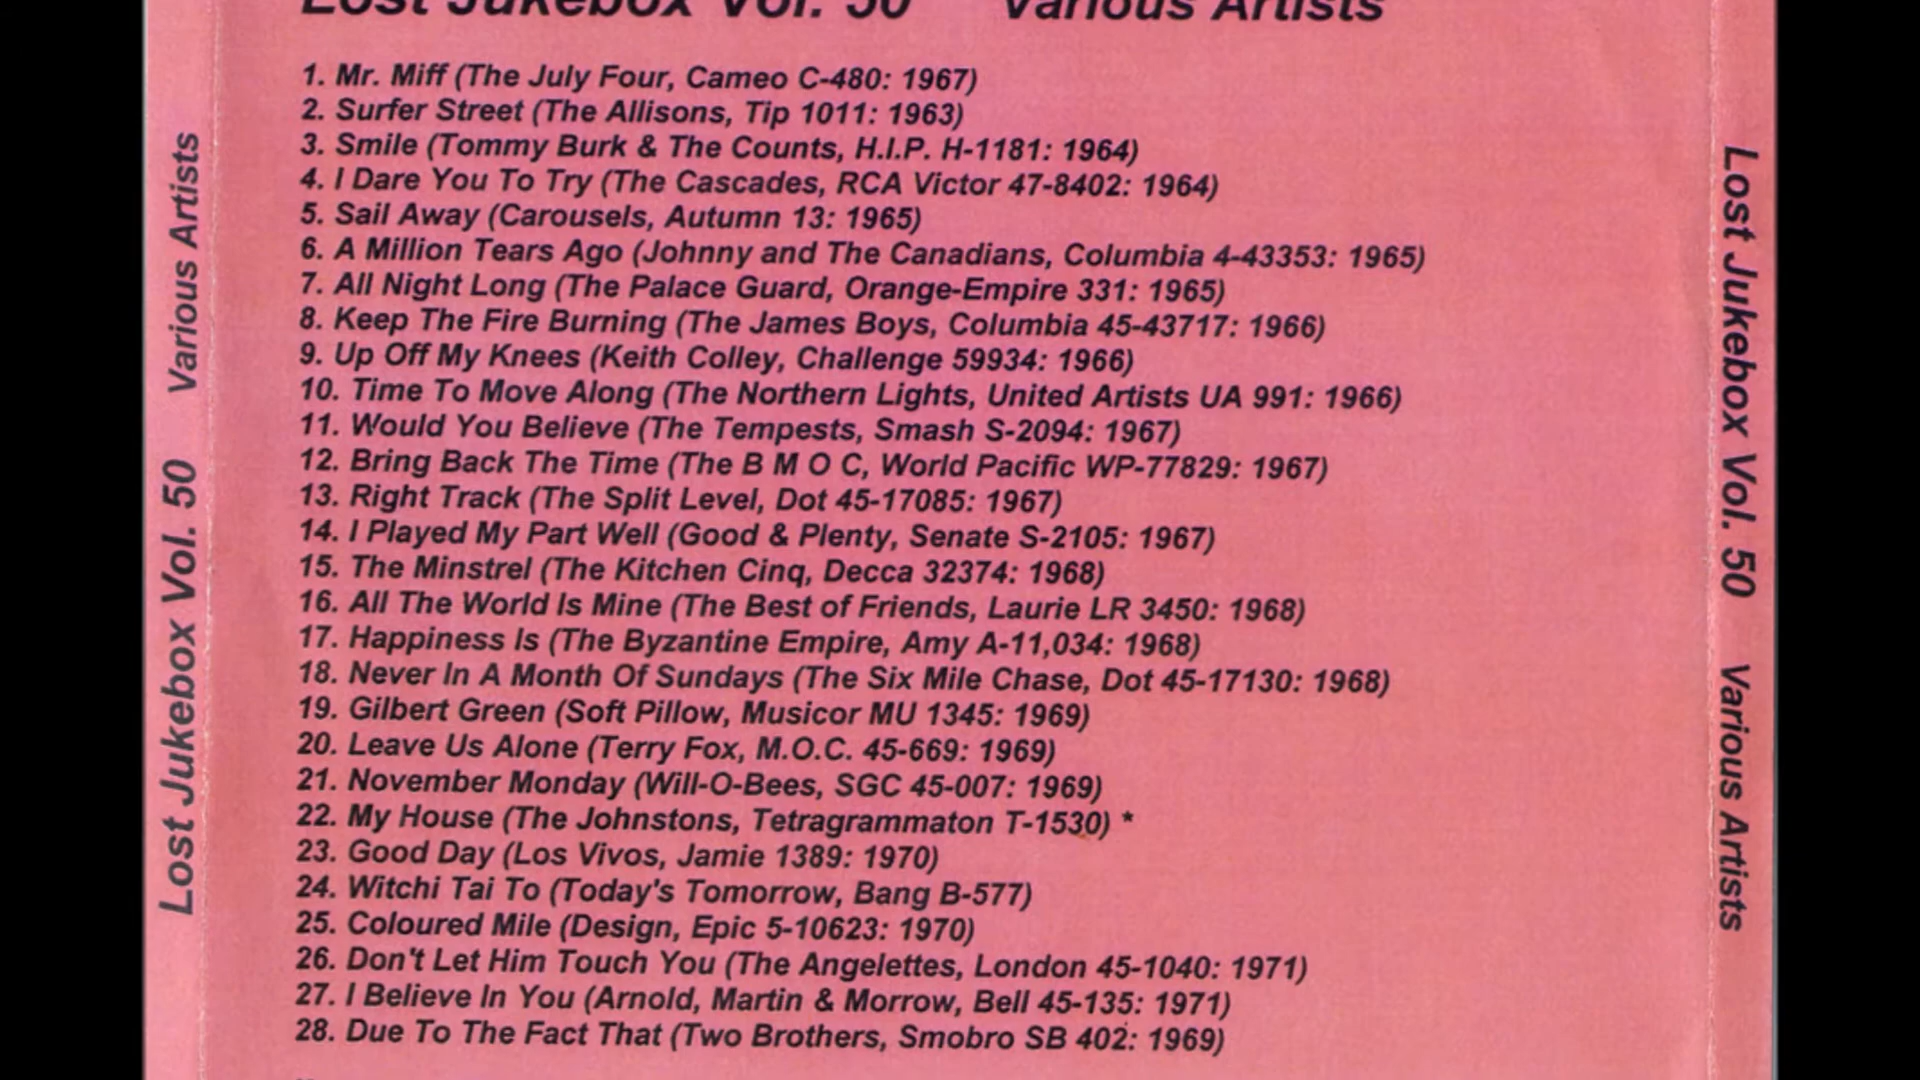 Lost Jukebox Vol. 50 Various Artists
1. Mr. Miff (The July Four, Cameo C-480: 1967)
2. Surfer Street (The Allisons, Tip 1011: 1963)
3. Smile (Tommy Burk & The Counts, H.I.P. H-1181: 1964)
4. I Dare You To Try (The Cascades, RCA Victor 47-8402: 1964)
5. Sail Away (Carousels, Autumn 13: 1965)
6. A Million Tears Ago (Johnny and The Canadians, Columbia 4-43353: 1965)
7. All Night Long (The Palace Guard, Orange-Empire 331: 1965)
8. Keep The Fire Burning (The James Boys, Columbia 45-43717: 1966)
9. Up Off My Knees (Keith Colley, Challenge 59934: 1966)
10. Time To Move Along (The Northern Lights, United Artists UA 991: 1966)
11. Would You Believe (The Tempests, Smash S-2094: 1967)
12. Bring Back The Time (The B M O C, World Pacific WP-77829: 1967)
13. Right Track (The Split Level, Dot 45-17085: 1967)
14. I Played My Part Well (Good & Plenty, Senate S-2105: 1967)
15. The Minstrel (The Kitchen Cinq, Decca 32374: 1968)
16. All The World Is Mine (The Best of Friends, Laurie LR 3450: 1968)
17. Happiness Is (The Byzantine Empire, Amy A-11,034: 1968)
18. Never In A Month Of Sundays (The Six Mile Chase, Dot 45-17130: 1968)
19. Gilbert Green (Soft Pillow, Musicor MU 1345: 1969)
20. Leave Us Alone (Terry Fox, M.O.C. 45-669: 1969)
21. November Monday (Will-O-Bees, SGC 45-007: 1969)
22. My House (The Johnstons, Tetragrammaton T-1530) *
23. Good Day (Los Vivos, Jamie 1389: 1970)
24. Witchi Tai To (Today's Tomorrow, Bang B-577)
25. Coloured Mile (Design, Epic 5-10623: 1970)
26. Don't Let Him Touch You (The Angelettes, London 45-1040: 1971)
27. I Believe In You (Arnold, Martin & Morrow, Bell 45-135: 1971)
28. Due To The Fact That (Two Brothers, Smobro SB 402: 1969)
Lost Jukebox Vol. 50 Various Artists
Lost Jukebox Vol. 50 Various Artists